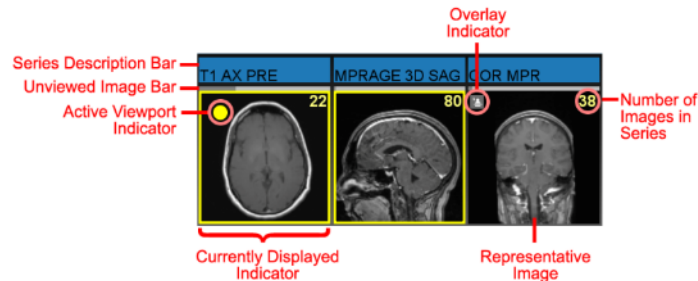 Overlay
Indicator
Series Description Bar
T1 AX PRE
MPRAGE 3D SAG
COR MPR
Unviewed Image Bar
22
80
38
Active Viewport
Indicator
Number of
Images in
Series
Currently Displayed
Indicator
Representative
Image